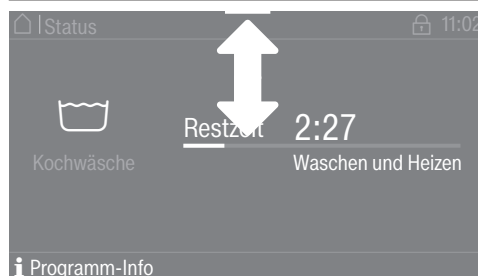 Status 11:02
Restzeit 2:27
Kochwäsche Waschen und Heizen
Programm-Info